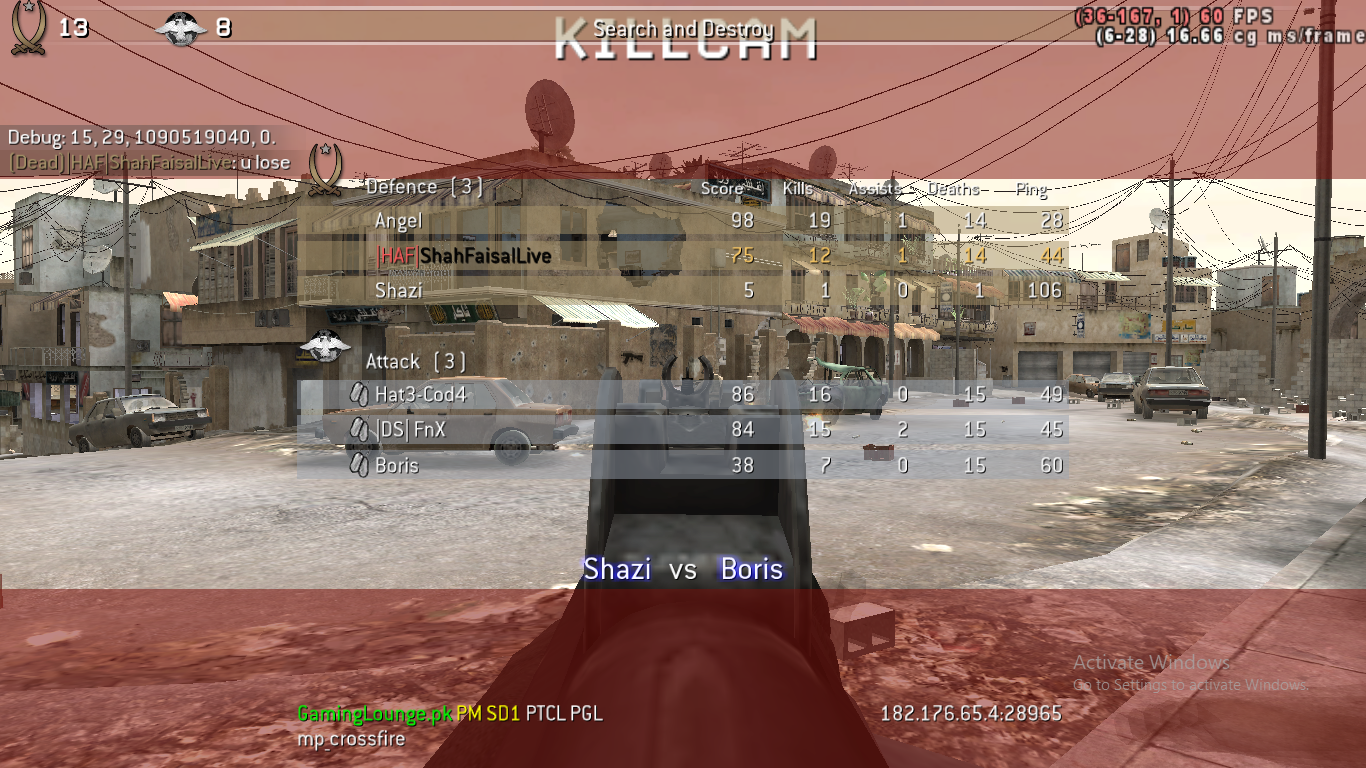 13 8 Search and Destroy (36-167, 1) 60 FPS
KILLCAM
(6-28) 16.66 cg ms/frame
Debug: 15, 29, 1090519040, 0.
[Dead]|HAF|ShahFaisalLive: u lose
Defence ( 3 ) Score Kills Assists Deaths Ping
Angel 98 19 1 14 28
|HAF|ShahFaisalLive 75 12 1 14 44
Shazi 5 1 0 1 106
Attack ( 3 )
Hat3-Cod4 86 16 0 15 49
|DS| FnX 84 15 2 15 45
Boris 38 7 0 15 60
Shazi vs Boris
Activate Windows
Go to Settings to activate Windows.
GamingLounge.pk PM SD1 PTCL PGL 182.176.65.4:28965
mp_crossfire